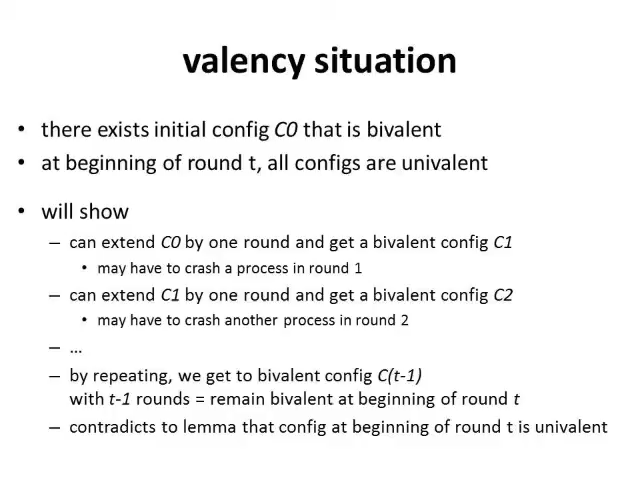 valency situation
• there exists initial config C0 that is bivalent
• at beginning of round t, all configs are univalent
• will show
– can extend C0 by one round and get a bivalent config C1
• may have to crash a process in round 1
– can extend C1 by one round and get a bivalent config C2
• may have to crash another process in round 2
– ...
– by repeating, we get to bivalent config C(t-1)
with t-1 rounds = remain bivalent at beginning of round t
– contradicts to lemma that config at beginning of round t is univalent